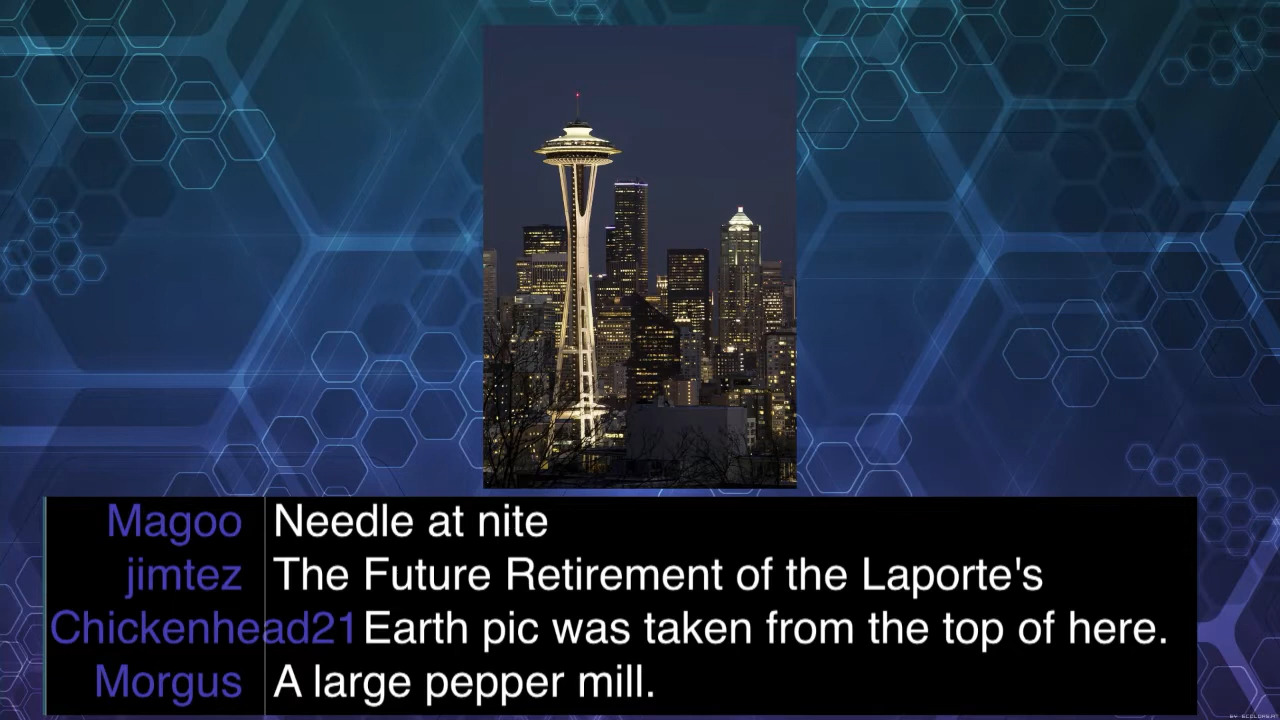 Magoo Needle at nite
jimtez The Future Retirement of the Laporte's
Chickenhead21 Earth pic was taken from the top of here.
Morgus A large pepper mill.